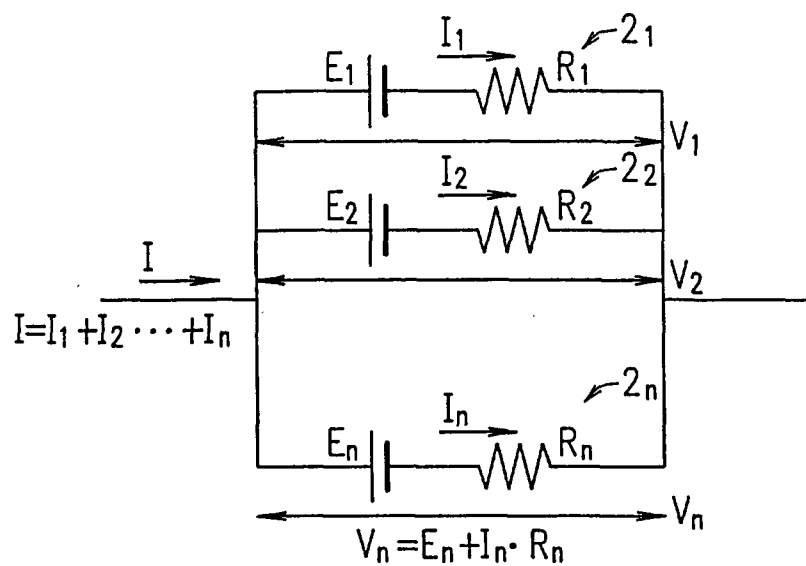 I₁ R₁ 2₁
E₁
V₁
I₂ R₂ 2₂
E₂
I V₂
I=I₁+I₂⋯+Iₙ
2ₙ
Iₙ Rₙ
Eₙ
Vₙ
Vₙ=Eₙ+Iₙ·Rₙ